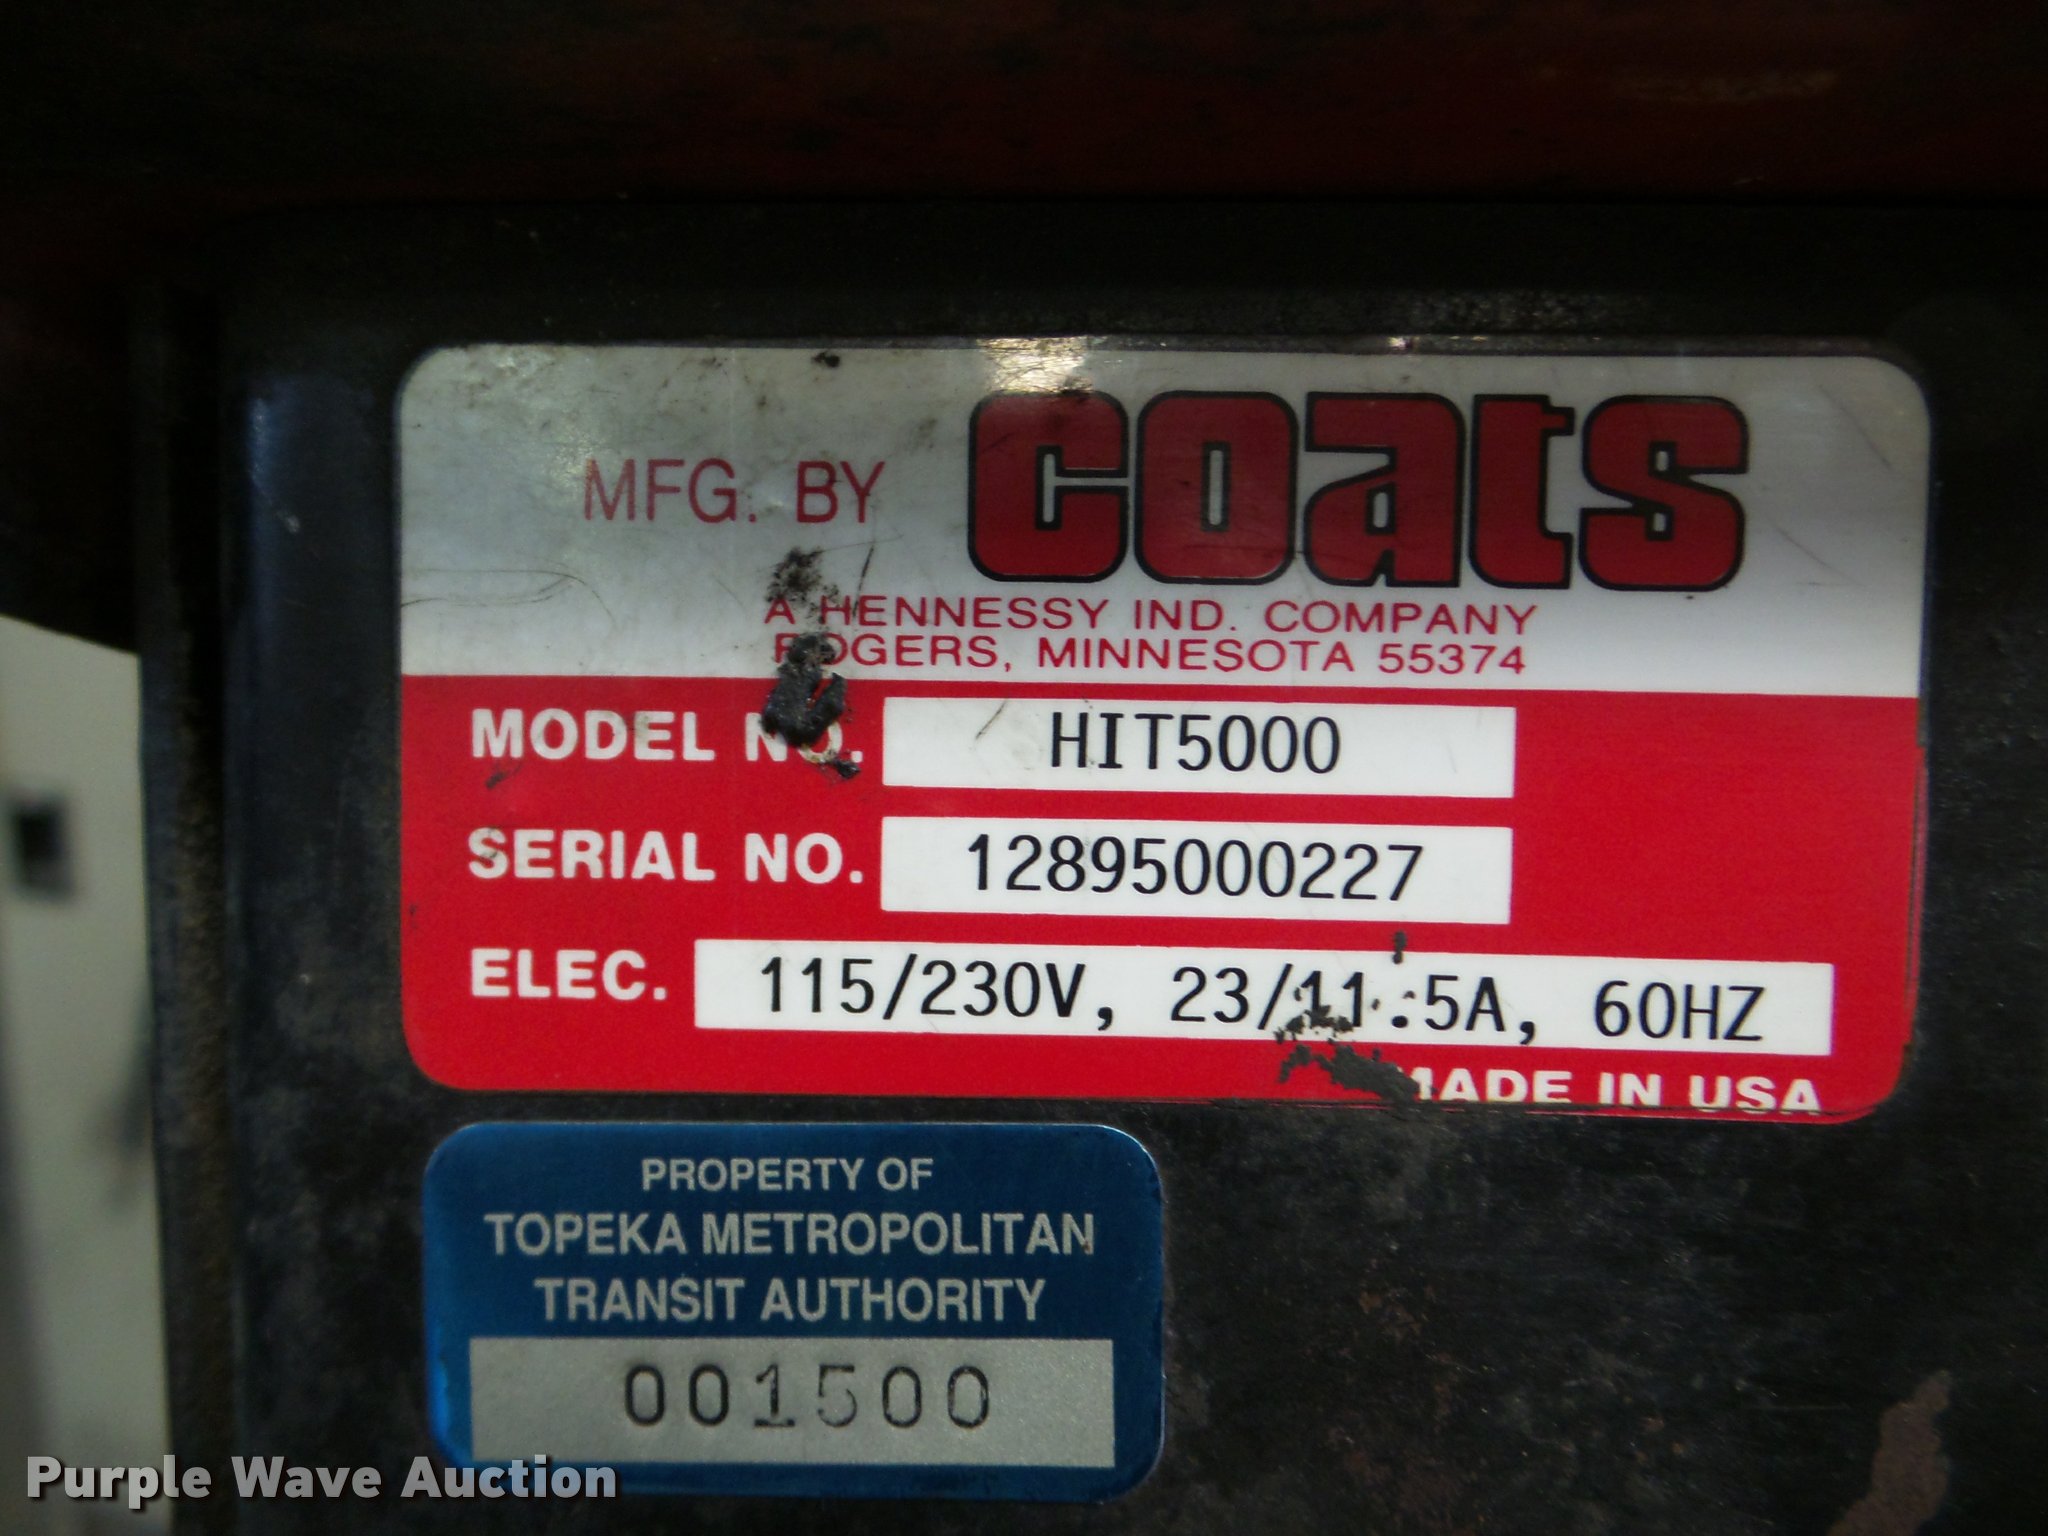 MFG. BY coats
A HENNESSY IND. COMPANY
ROGERS, MINNESOTA 55374
MODEL NO. HIT5000
SERIAL NO. 12895000227
ELEC. 115/230V, 23/11.5A, 60HZ
MADE IN USA
PROPERTY OF
TOPEKA METROPOLITAN
TRANSIT AUTHORITY
001500
Purple Wave Auction